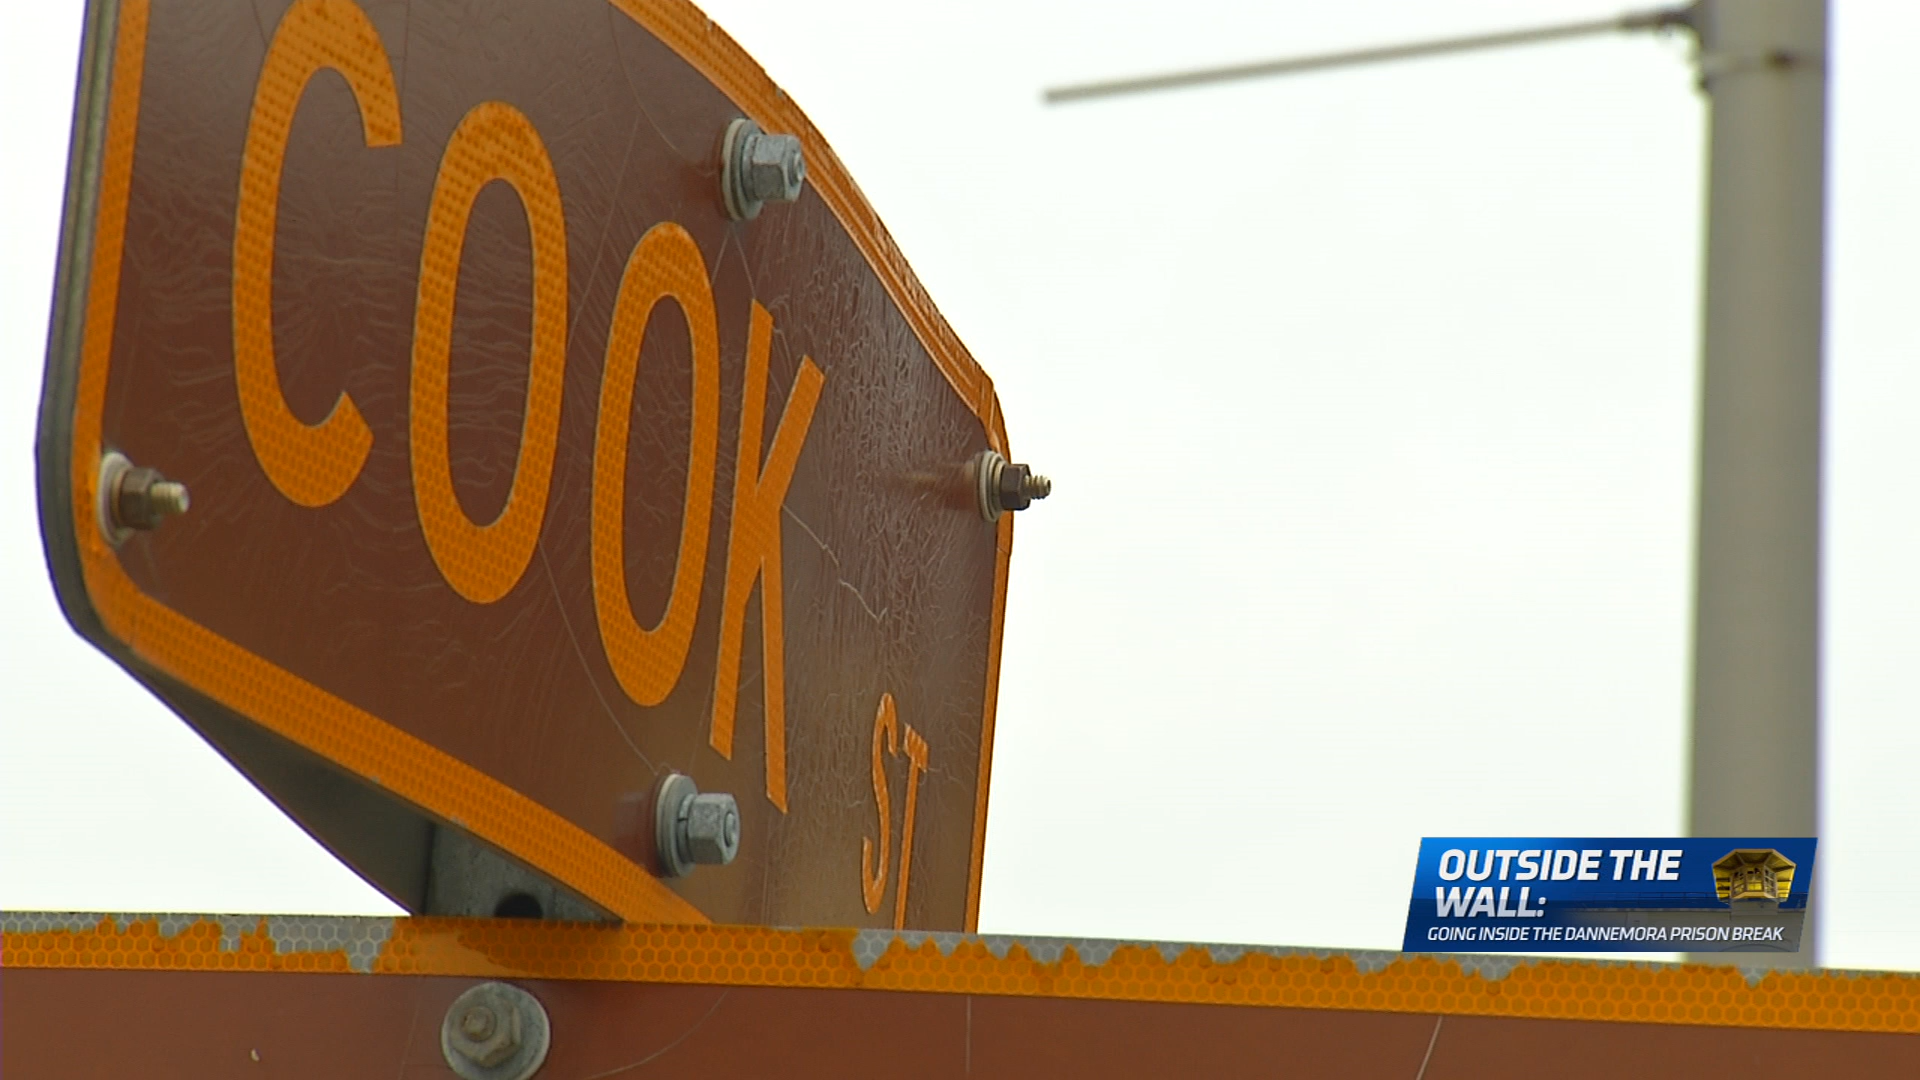 COOK
ST
OUTSIDE THE
WALL:
GOING INSIDE THE DANNEMORA PRISON BREAK